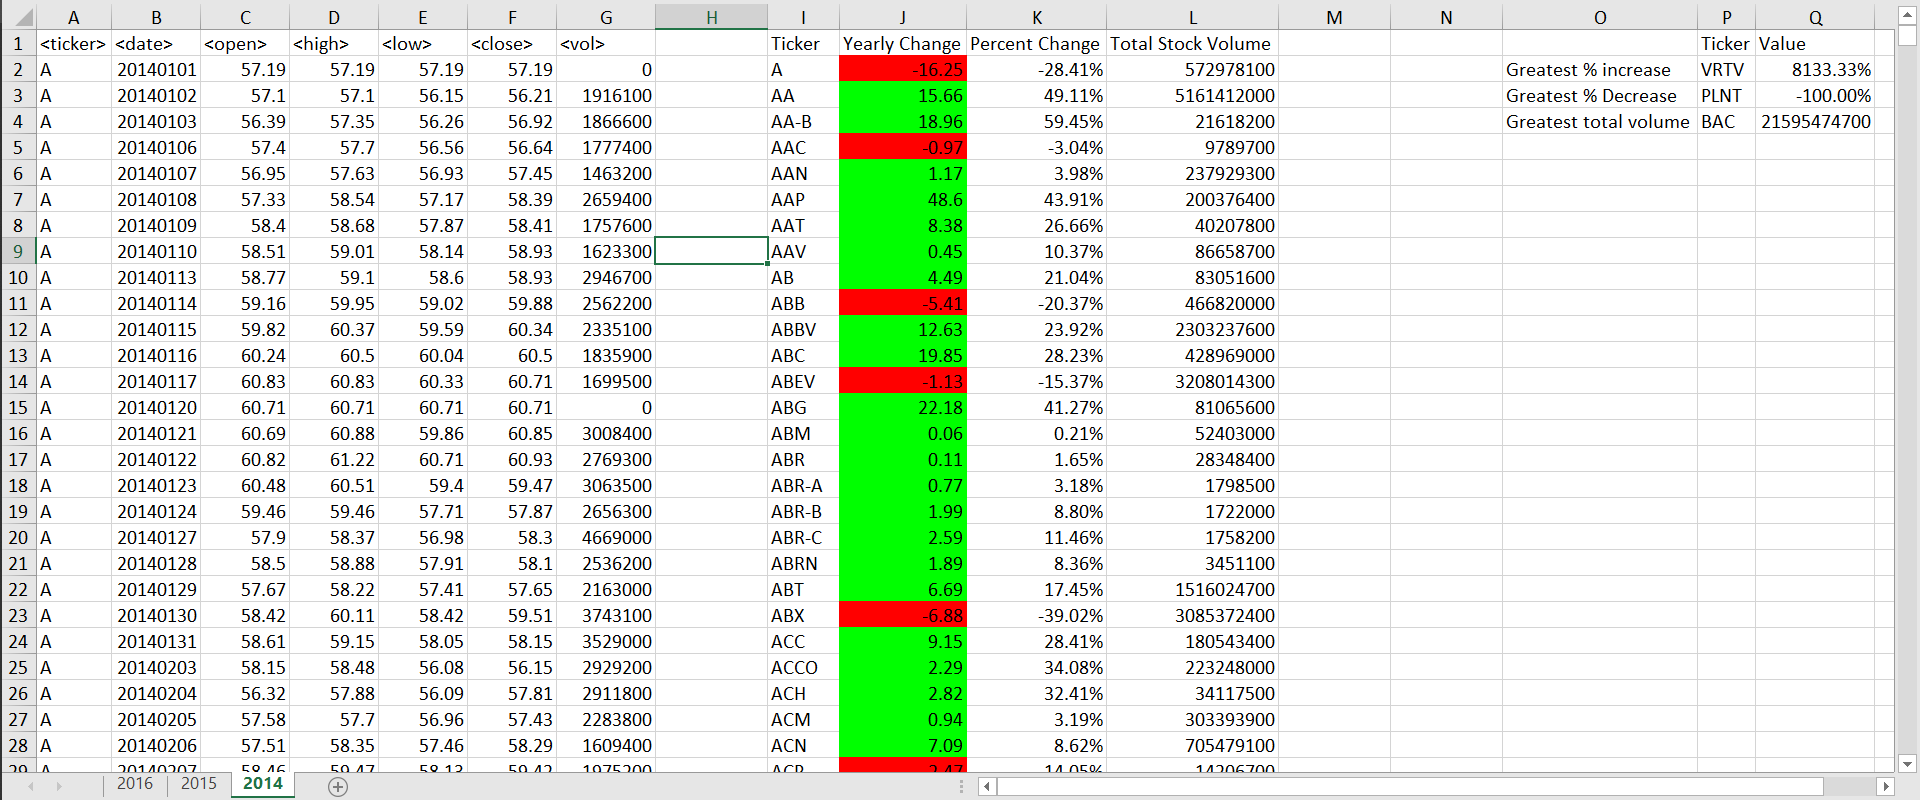 A B C D E F G H I J K L M N O P Q
1 <ticker> <date> <open> <high> <low> <close> <vol> Ticker Yearly Change Percent Change Total Stock Volume Ticker Value
2 A 20140101 57.19 57.19 57.19 57.19 0 A -16.25 -28.41% 572978100 Greatest % increase VRTV 8133.33%
3 A 20140102 57.1 57.1 56.15 56.21 1916100 AA 15.66 49.11% 5161412000 Greatest % Decrease PLNT -100.00%
4 A 20140103 56.39 57.35 56.26 56.92 1866600 AA-B 18.96 59.45% 21618200 Greatest total volume BAC 21595474700
5 A 20140106 57.4 57.7 56.56 56.64 1777400 AAC -0.97 -3.04% 9789700
6 A 20140107 56.95 57.63 56.93 57.45 1463200 AAN 1.17 3.98% 237929300
7 A 20140108 57.33 58.54 57.17 58.39 2659400 AAP 48.6 43.91% 200376400
8 A 20140109 58.4 58.68 57.87 58.41 1757600 AAT 8.38 26.66% 40207800
9 A 20140110 58.51 59.01 58.14 58.93 1623300 AAV 0.45 10.37% 86658700
10 A 20140113 58.77 59.1 58.6 58.93 2946700 AB 4.49 21.04% 83051600
11 A 20140114 59.16 59.95 59.02 59.88 2562200 ABB -5.41 -20.37% 466820000
12 A 20140115 59.82 60.37 59.59 60.34 2335100 ABBV 12.63 23.92% 2303237600
13 A 20140116 60.24 60.5 60.04 60.5 1835900 ABC 19.85 28.23% 428969000
14 A 20140117 60.83 60.83 60.33 60.71 1699500 ABEV -1.13 -15.37% 3208014300
15 A 20140120 60.71 60.71 60.71 60.71 0 ABG 22.18 41.27% 81065600
16 A 20140121 60.69 60.88 59.86 60.85 3008400 ABM 0.06 0.21% 52403000
17 A 20140122 60.82 61.22 60.71 60.93 2769300 ABR 0.11 1.65% 28348400
18 A 20140123 60.48 60.51 59.4 59.47 3063500 ABR-A 0.77 3.18% 1798500
19 A 20140124 59.46 59.46 57.71 57.87 2656300 ABR-B 1.99 8.80% 1722000
20 A 20140127 57.9 58.37 56.98 58.3 4669000 ABR-C 2.59 11.46% 1758200
21 A 20140128 58.5 58.88 57.91 58.1 2536200 ABRN 1.89 8.36% 3451100
22 A 20140129 57.67 58.22 57.41 57.65 2163000 ABT 6.69 17.45% 1516024700
23 A 20140130 58.42 60.11 58.42 59.51 3743100 ABX -6.88 -39.02% 3085372400
24 A 20140131 58.61 59.15 58.05 58.15 3529000 ACC 9.15 28.41% 180543400
25 A 20140203 58.15 58.48 56.08 56.15 2929200 ACCO 2.29 34.08% 223248000
26 A 20140204 56.32 57.88 56.09 57.81 2911800 ACH 2.82 32.41% 34117500
27 A 20140205 57.58 57.7 56.96 57.43 2283800 ACM 0.94 3.19% 303393900
28 A 20140206 57.51 58.35 57.46 58.29 1609400 ACN 7.09 8.62% 705479100
29 A 20140207
2016 2015 2014